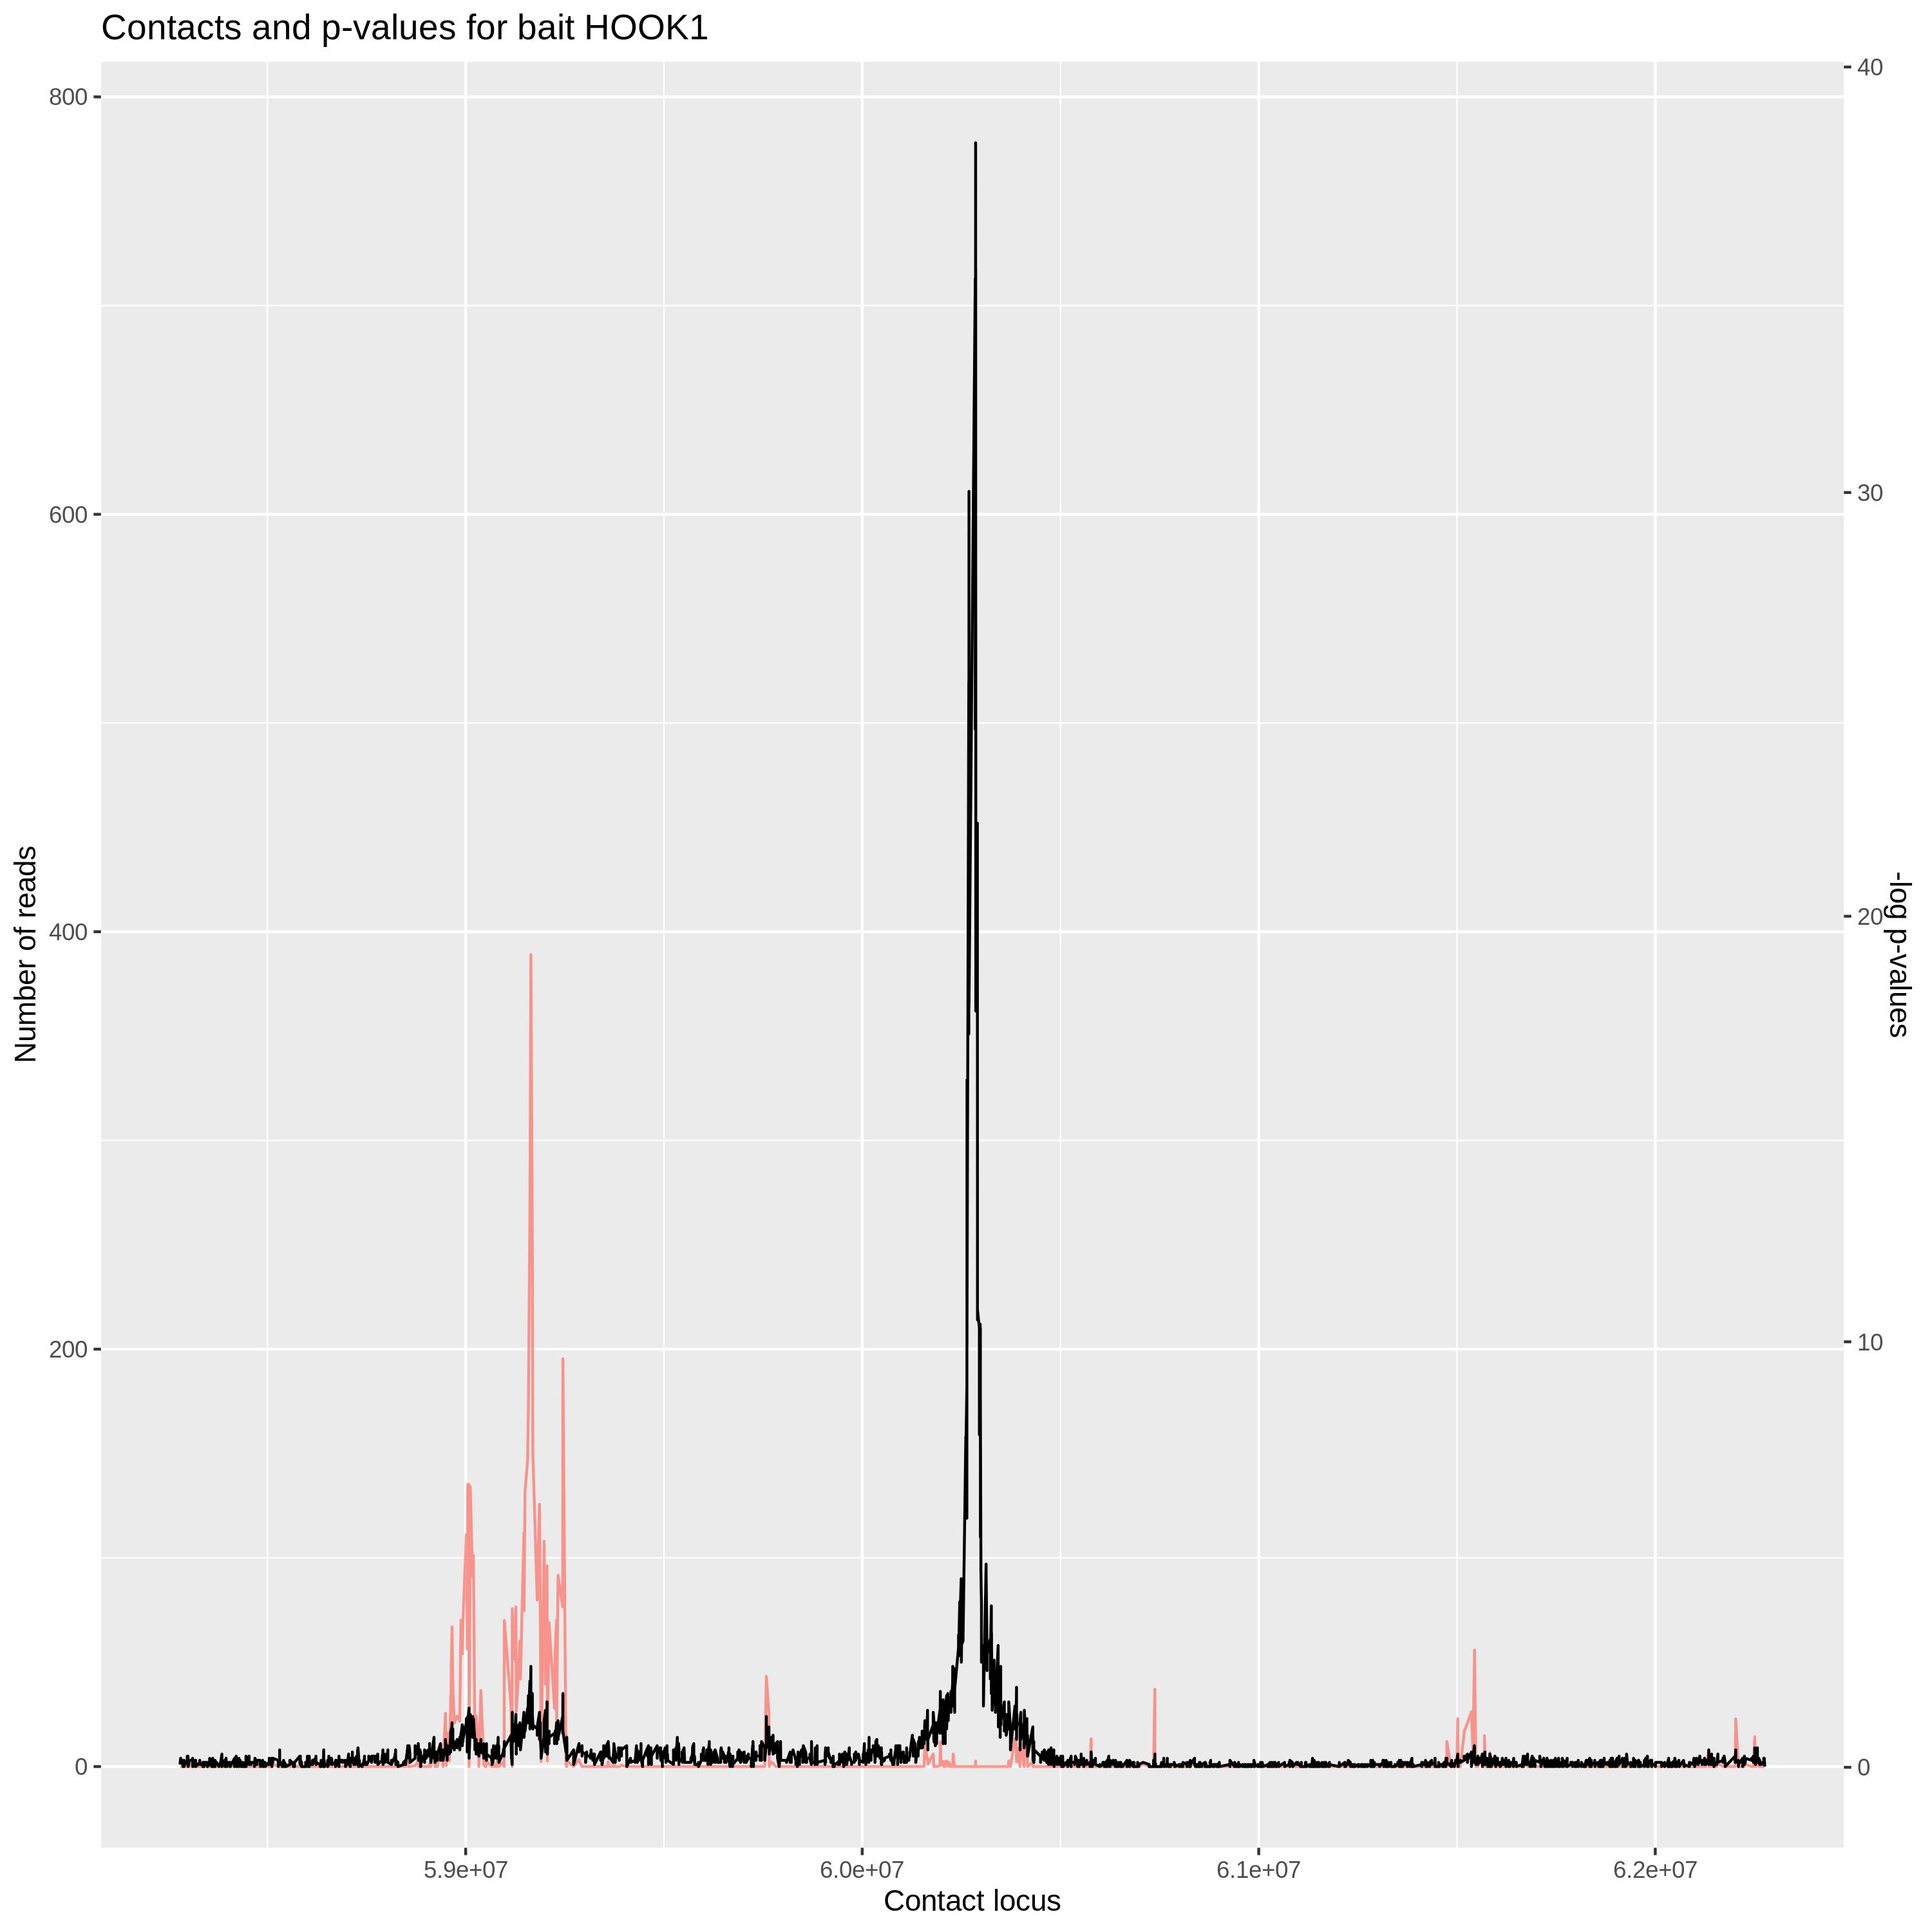 Contacts and p-values for bait HOOK1
800
600
400
200
0
Number of reads
40
30
20
10
0
-log p-values
5.9e+07
6.0e+07
6.1e+07
6.2e+07
Contact locus